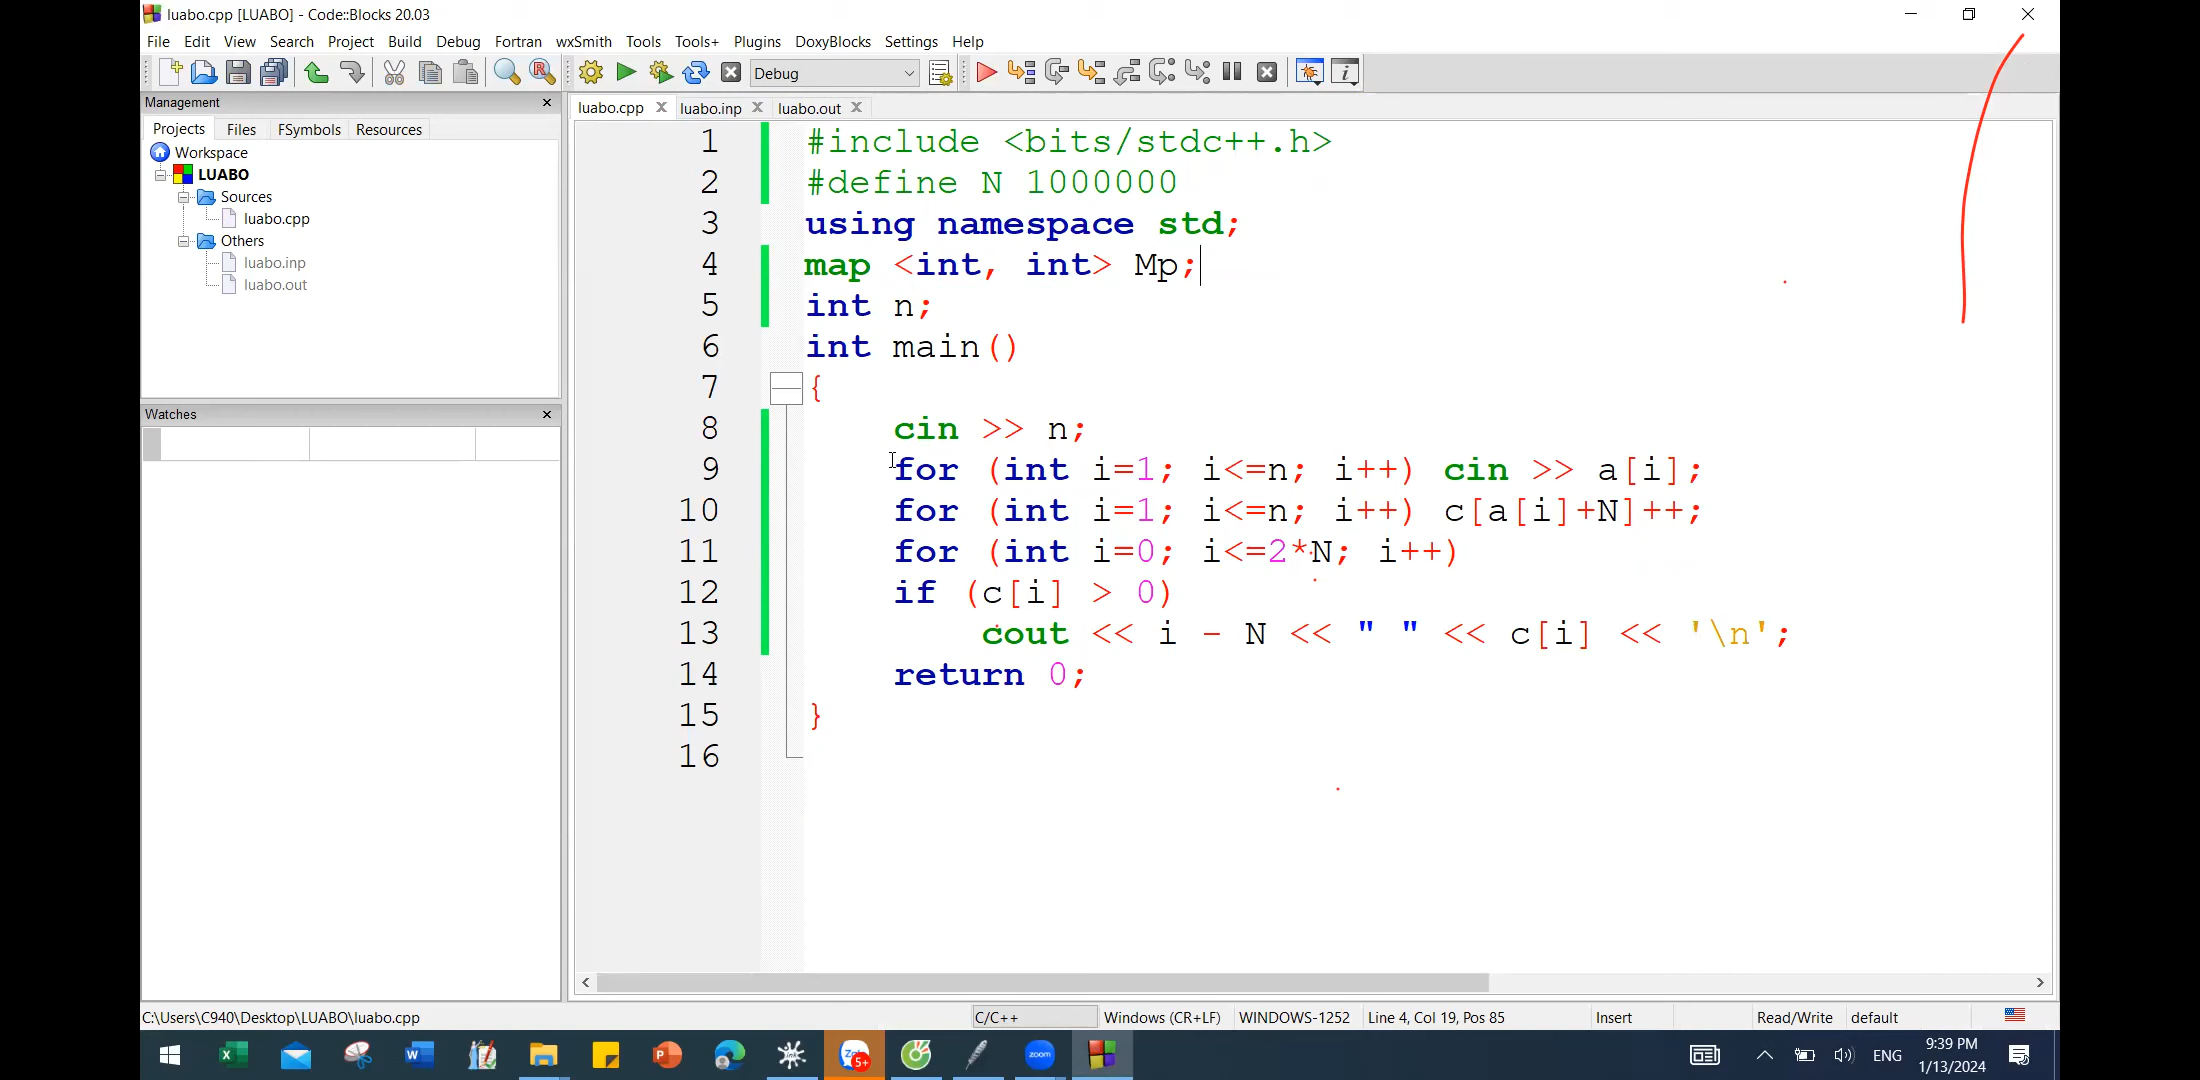 luabo.cpp [LUABO] - Code::Blocks 20.03
File Edit View Search Project Build Debug Fortran wxSmith Tools Tools+ Plugins DoxyBlocks Settings Help
Debug
Management
Projects Files FSymbols Resources
Workspace
LUABO
Sources
luabo.cpp
Others
luabo.inp
luabo.out
Watches
luabo.cpp luabo.inp luabo.out
1 #include <bits/stdc++.h>
2 #define N 1000000
3 using namespace std;
4 map <int, int> Mp;
5 int n;
6 int main()
7 {
8 cin >> n;
9 for (int i=1; i<=n; i++) cin >> a[i];
10 for (int i=1; i<=n; i++) c[a[i]+N]++;
11 for (int i=0; i<=2*N; i++)
12 if (c[i] > 0)
13 cout << i - N << " " << c[i] << '\n';
14 return 0;
15 }
16
C:\Users\C940\Desktop\LUABO\luabo.cpp C/C++ Windows (CR+LF) WINDOWS-1252 Line 4, Col 19, Pos 85 Insert Read/Write default
zoom
5+
ENG
9:39 PM
1/13/2024